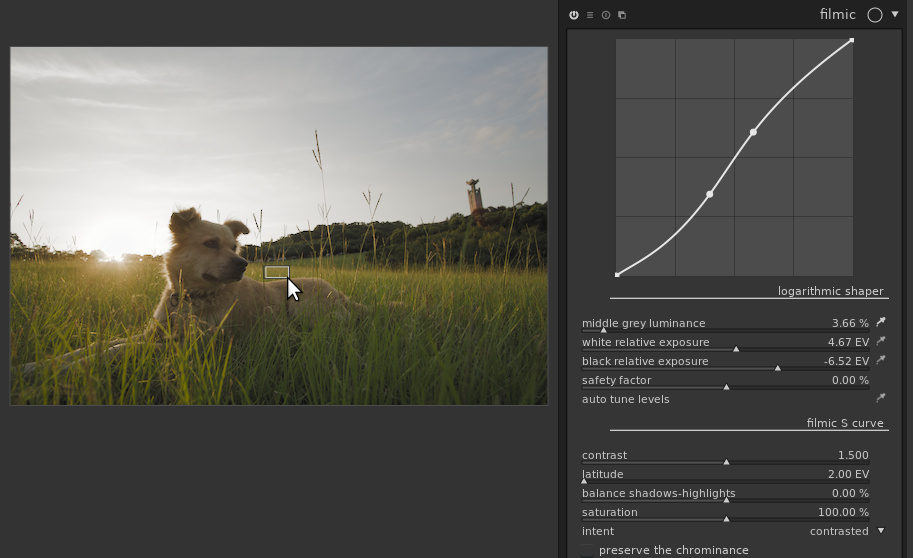 filmic
logarithmic shaper
middle grey luminance 3.66 %
white relative exposure 4.67 EV
black relative exposure -6.52 EV
safety factor 0.00 %
auto tune levels
filmic S curve
contrast 1.500
latitude 2.00 EV
balance shadows-highlights 0.00 %
saturation 100.00 %
intent contrasted
preserve the chrominance